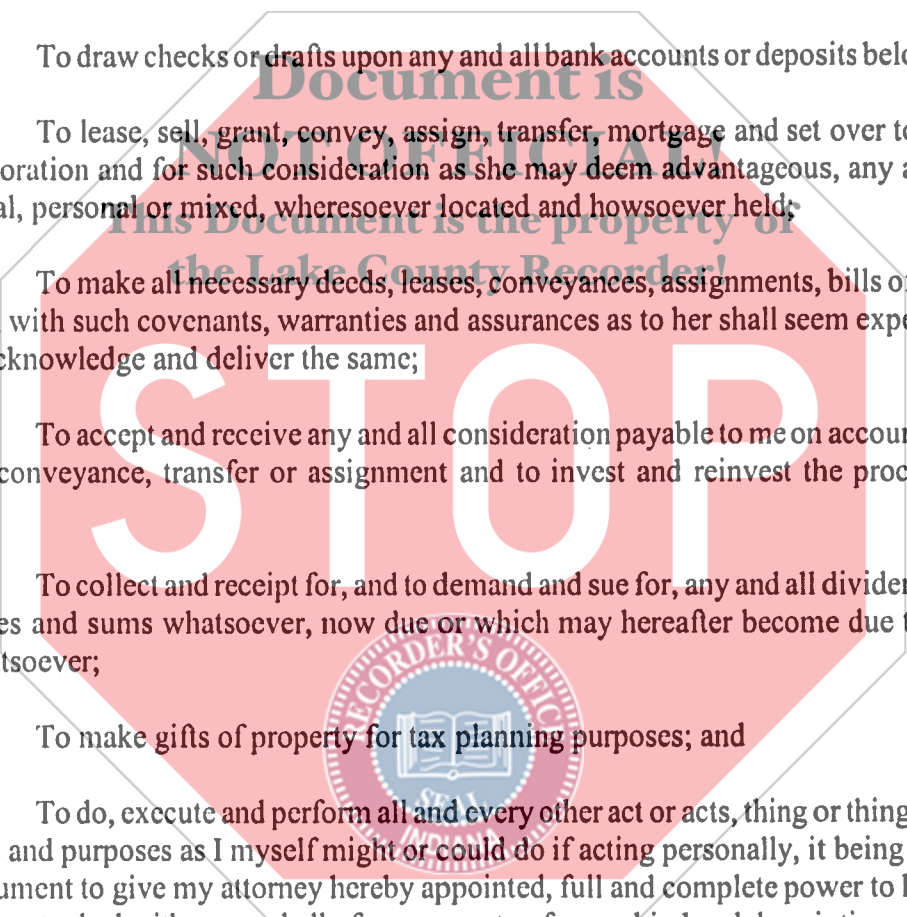 To draw checks or drafts upon any and all bank accounts or deposits belo
Document is
To lease, sell, grant, convey, assign, transfer, mortgage and set over to
NOT OFFICIAL!
oration and for such consideration as she may deem advantageous, any a
al, personal or mixed, wheresoever located and howsoever held;
This Document is the property of
the Lake County Recorder!
To make all necessary deeds, leases, conveyances, assignments, bills of
with such covenants, warranties and assurances as to her shall seem expe
cknowledge and deliver the same;
STOP
To accept and receive any and all consideration payable to me on accoun
conveyance, transfer or assignment and to invest and reinvest the proc
To collect and receipt for, and to demand and sue for, any and all dividen
es and sums whatsoever, now due or which may hereafter become due t
tsoever;
RECORDER'S OFFICE
To make gifts of property for tax planning purposes; and
SEAL
INDIANA
To do, execute and perform all and every other act or acts, thing or thing
and purposes as I myself might or could do if acting personally, it being
ument to give my attorney hereby appointed, full and complete power to